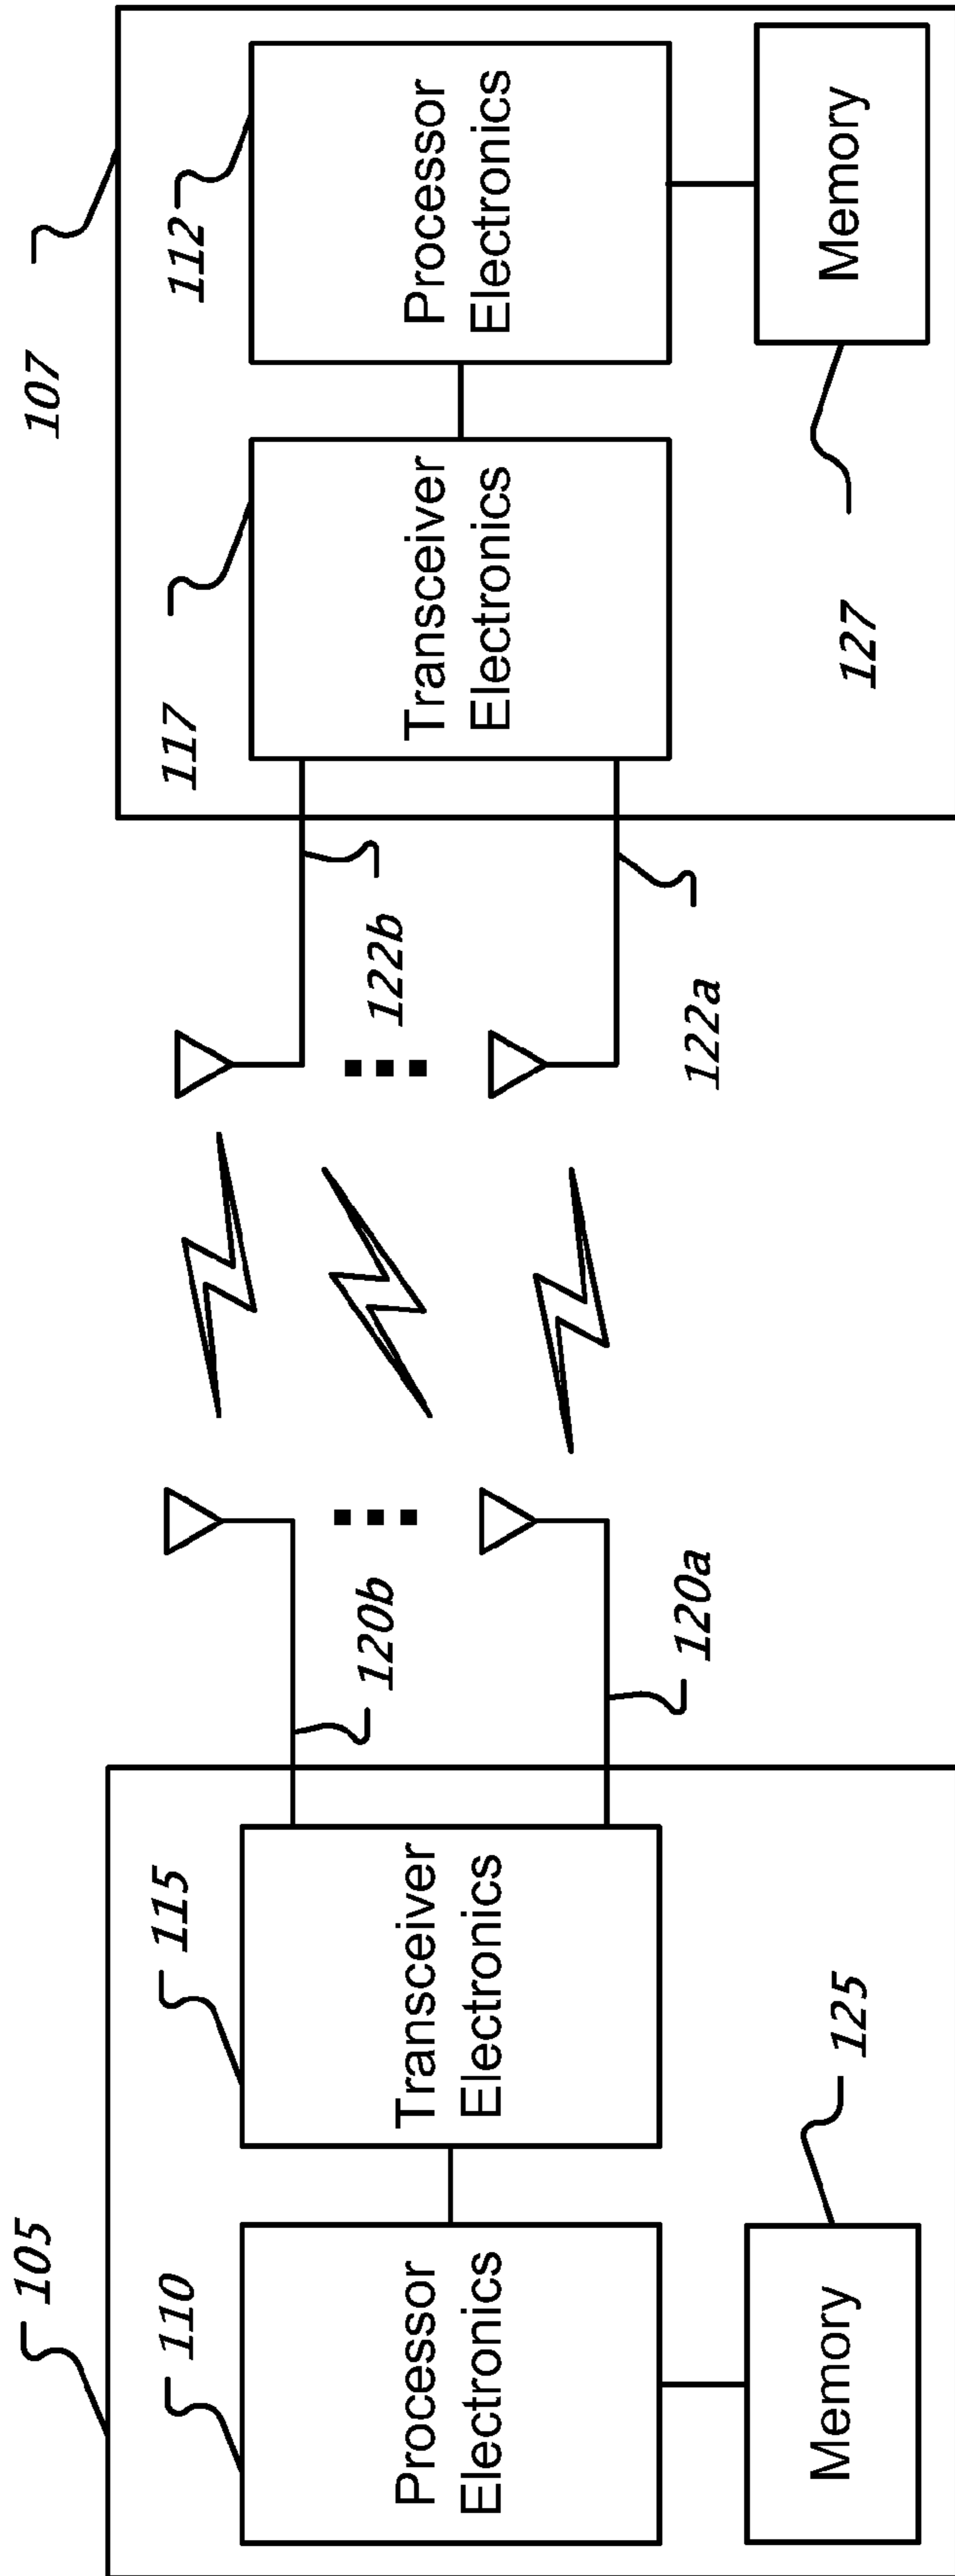 105
107
110
115
117
112
Processor
Electronics
Transceiver
Electronics
Transceiver
Electronics
Processor
Electronics
120b
122b
120a
122a
Memory
125
127
Memory